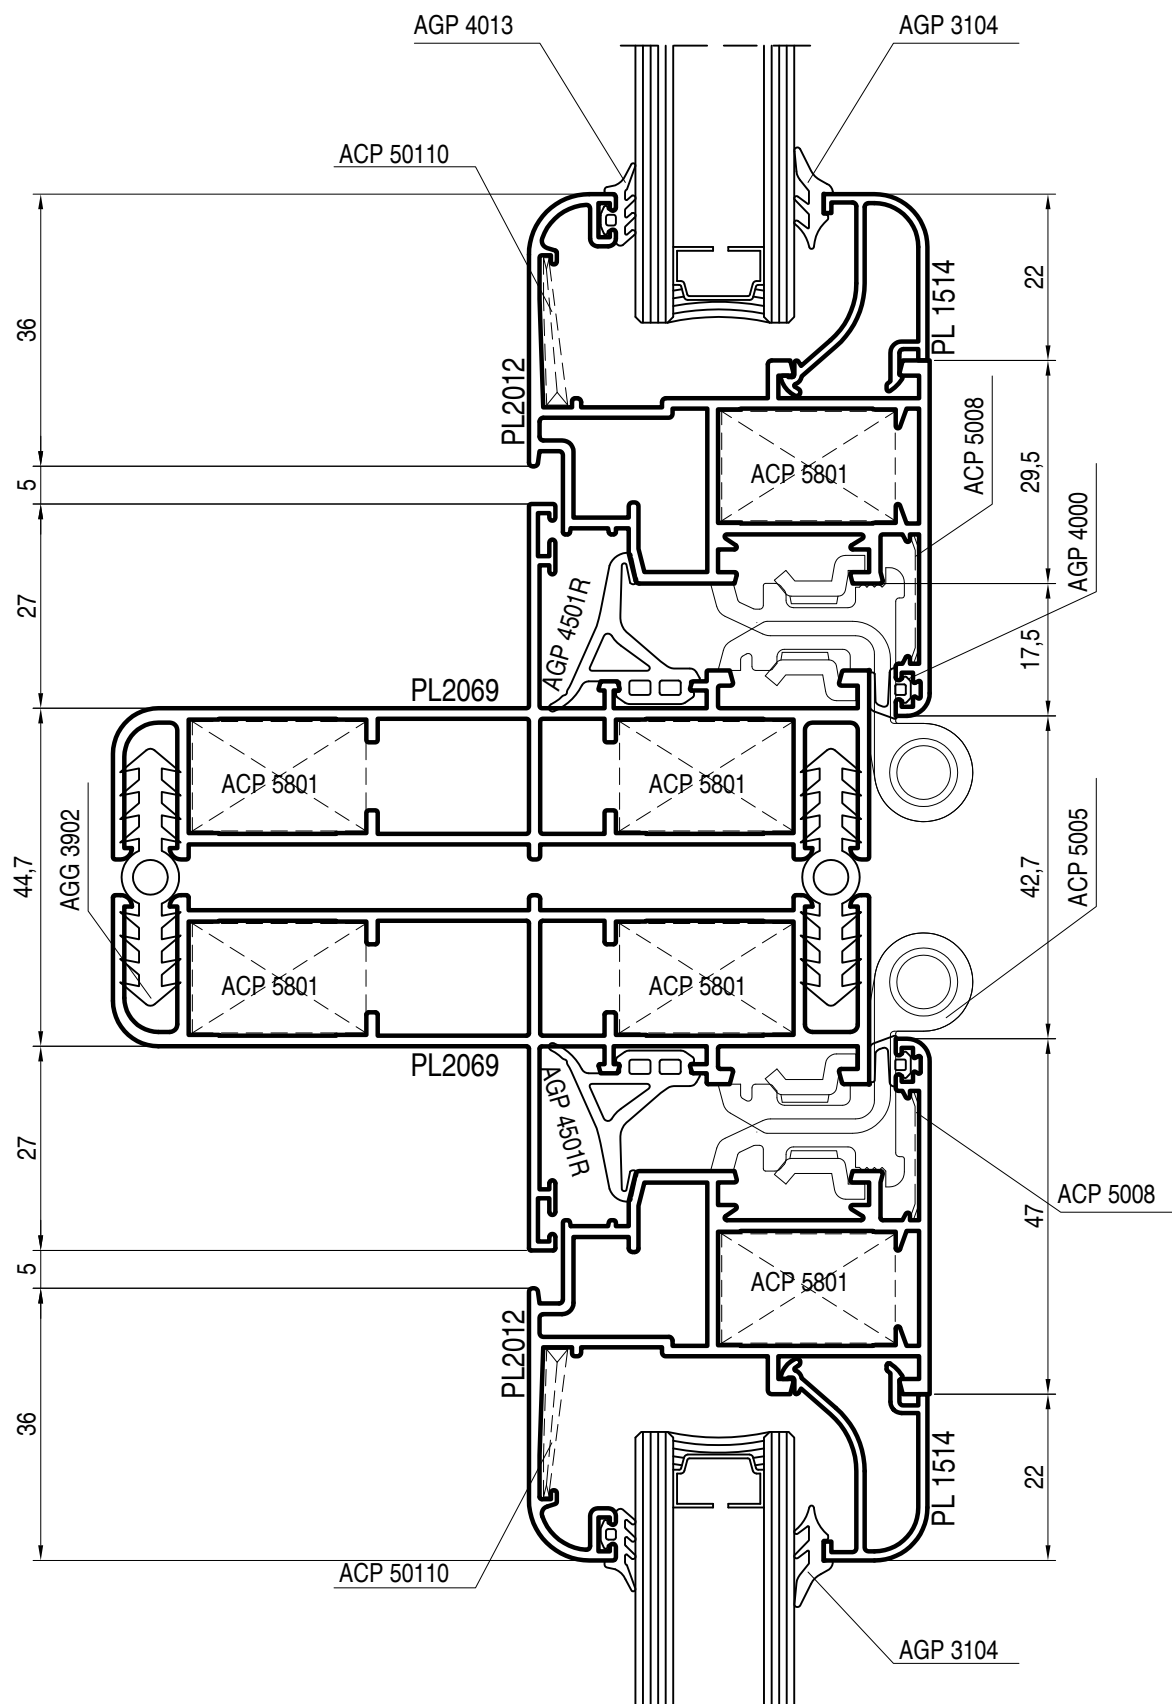 AGP 4013
AGP 3104
ACP 50110
36
22
PL 1514
PL2012
ACP 5008
ACP 5801
29,5
5
AGP 4000
27
AGP 4501R
17,5
PL2069
ACP 5801
ACP 5801
44,7
AGG 3902
42,7
ACP 5005
ACP 5801
ACP 5801
PL2069
AGP 4501R
27
ACP 5008
47
5
ACP 5801
PL2012
36
PL 1514
22
ACP 50110
AGP 3104